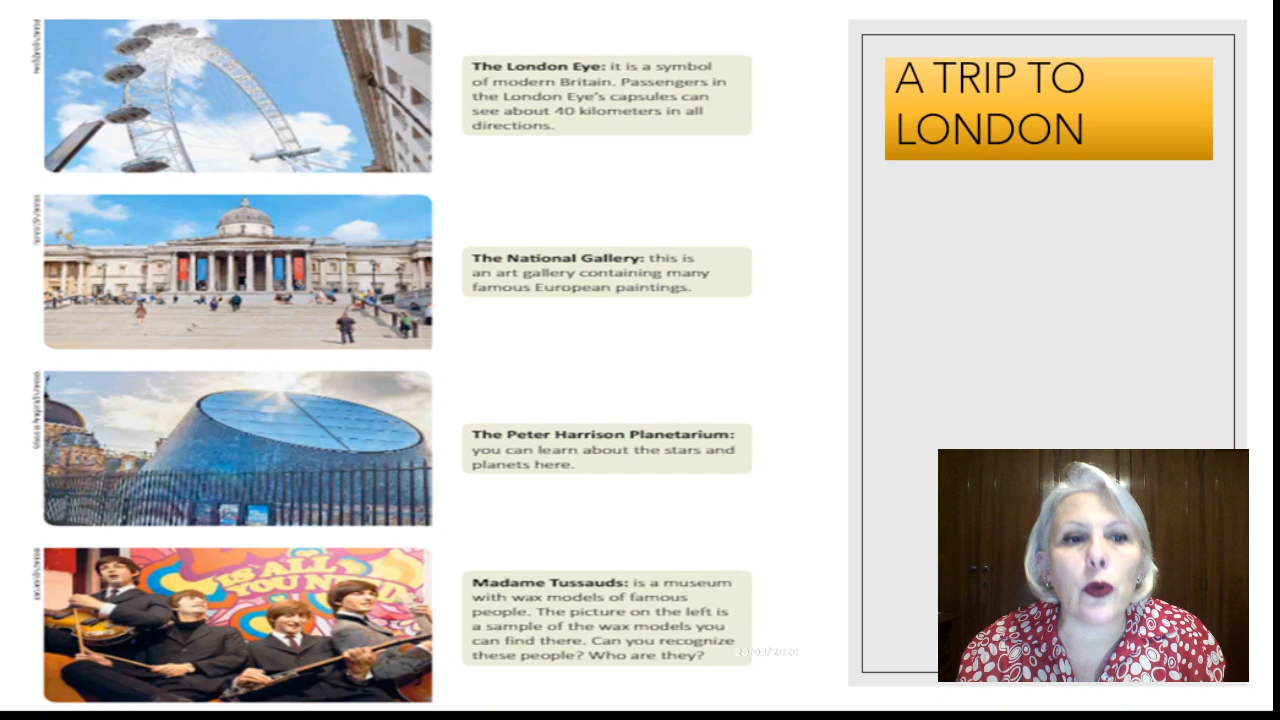 The London Eye: it is a symbol
of modern Britain. Passengers in
the London Eye's capsules can
see about 40 kilometers in all
directions.
The National Gallery: this is
an art gallery containing many
famous European paintings.
The Peter Harrison Planetarium:
you can learn about the stars and
planets here.
IS ALL
YOU N
Madame Tussauds: is a museum
with wax models of famous
people. The picture on the left is
a sample of the wax models you
can find there. Can you recognize
these people? Who are they?
A TRIP TO
LONDON